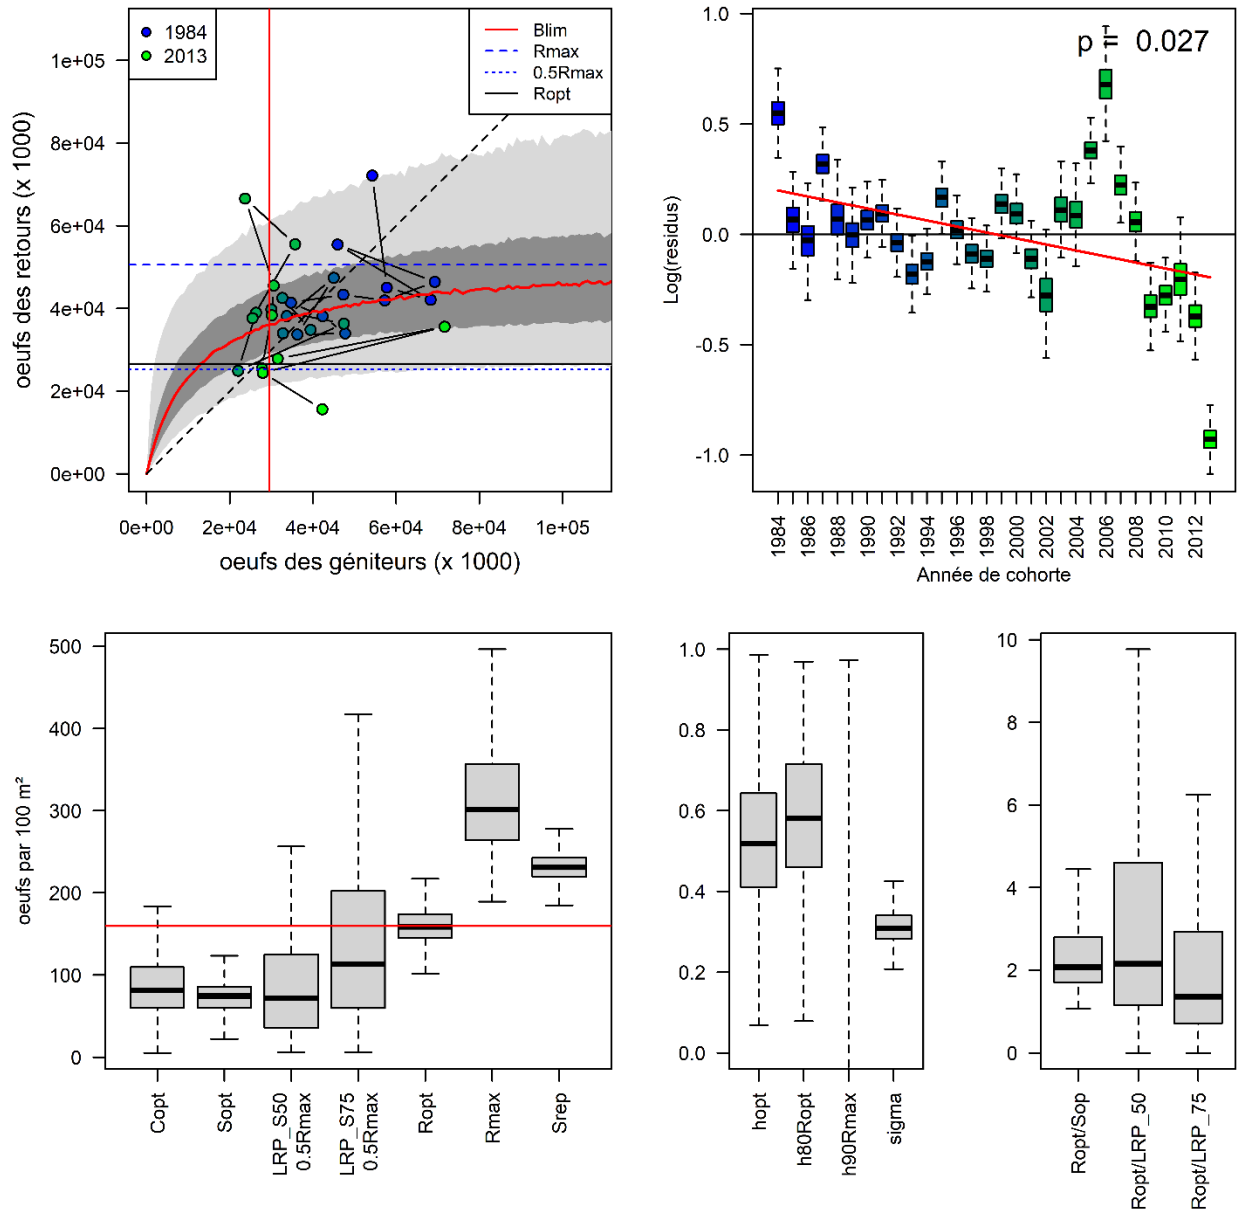 1984
2013
Blim
Rmax
0.5Rmax
Ropt
1e+05
8e+04
6e+04
4e+04
2e+04
0e+00
oeufs des retours (x 1000)
0e+00 2e+04 4e+04 6e+04 8e+04 1e+05
oeufs des géniteurs (x 1000)
p = 0.027
1.0
0.5
0.0
-0.5
-1.0
Log(residus)
1984 1986 1988 1990 1992 1994 1996 1998 2000 2002 2004 2006 2008 2010 2012
Année de cohorte
500
400
300
200
100
0
oeufs par 100 m²
Copt
Sopt
LRP_S50
0.5Rmax
LRP_S75
0.5Rmax
Ropt
Rmax
Srep
1.0
0.8
0.6
0.4
0.2
0.0
hopt
h80Ropt
h90Rmax
sigma
10
8
6
4
2
0
Ropt/Sop
Ropt/LRP_50
Ropt/LRP_75